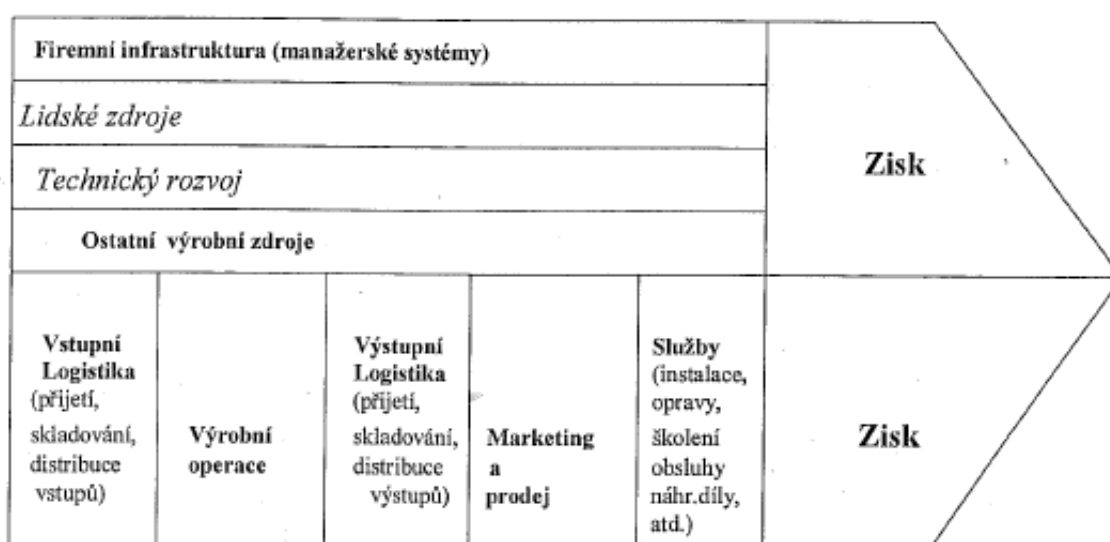 Firemní infrastruktura (manažerské systémy)
Lidské zdroje
Technický rozvoj
Ostatní výrobní zdroje
Zisk
Vstupní
Logistika
(přijetí,
skladování,
distribuce
vstupů)
Výrobní
operace
Výstupní
Logistika
(přijetí,
skladování,
distribuce
výstupů)
Marketing
a
prodej
Služby
(instalace,
opravy,
školení
obsluhy
náhr.díly,
atd.)
Zisk